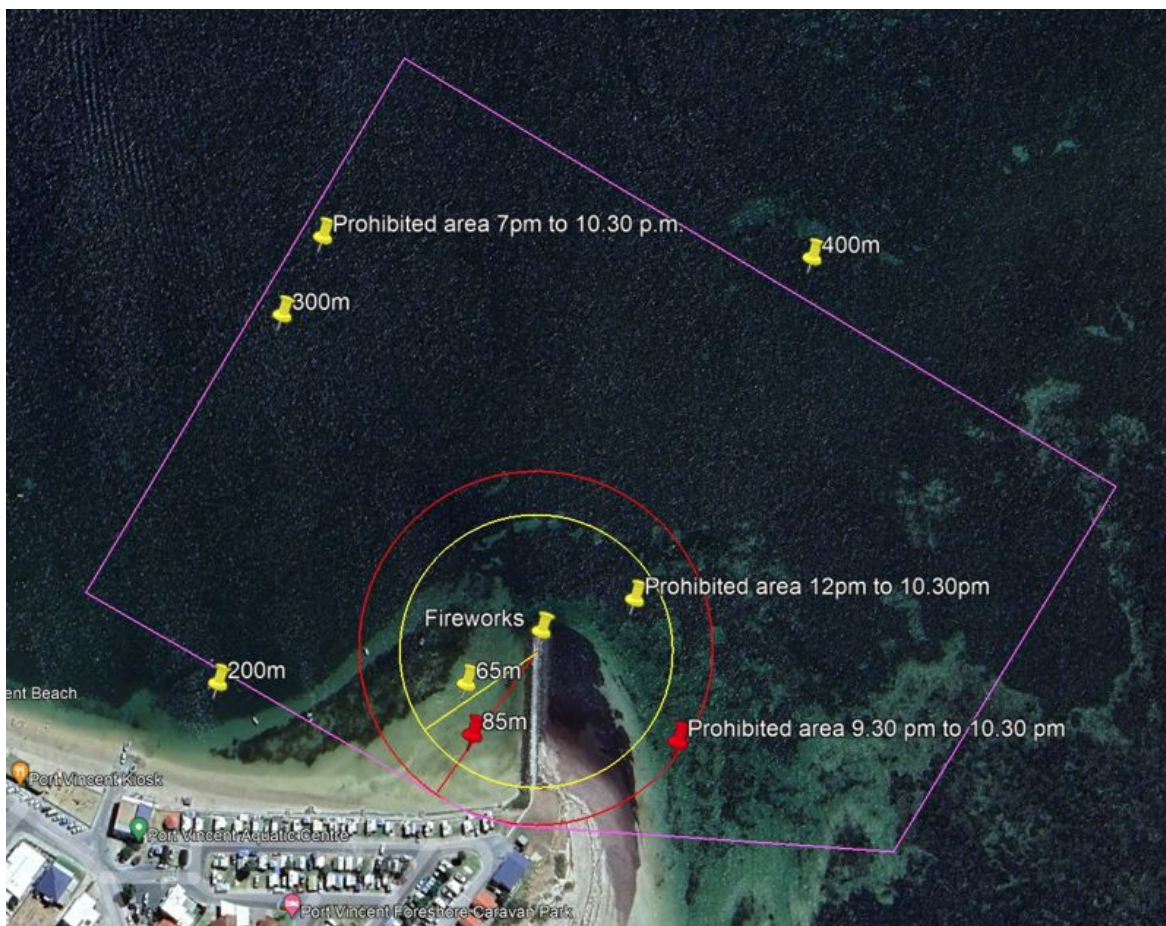 Prohibited area 7pm to 10.30 p.m.
400m
300m
Prohibited area 12pm to 10.30pm
Fireworks
200m
65m
ent Beach
85m
Prohibited area 9.30 pm to 10.30 pm
Port Vincent Kiosk
Port Vincent Aquatic Centre
Port Vincent Foreshore Caravan Park